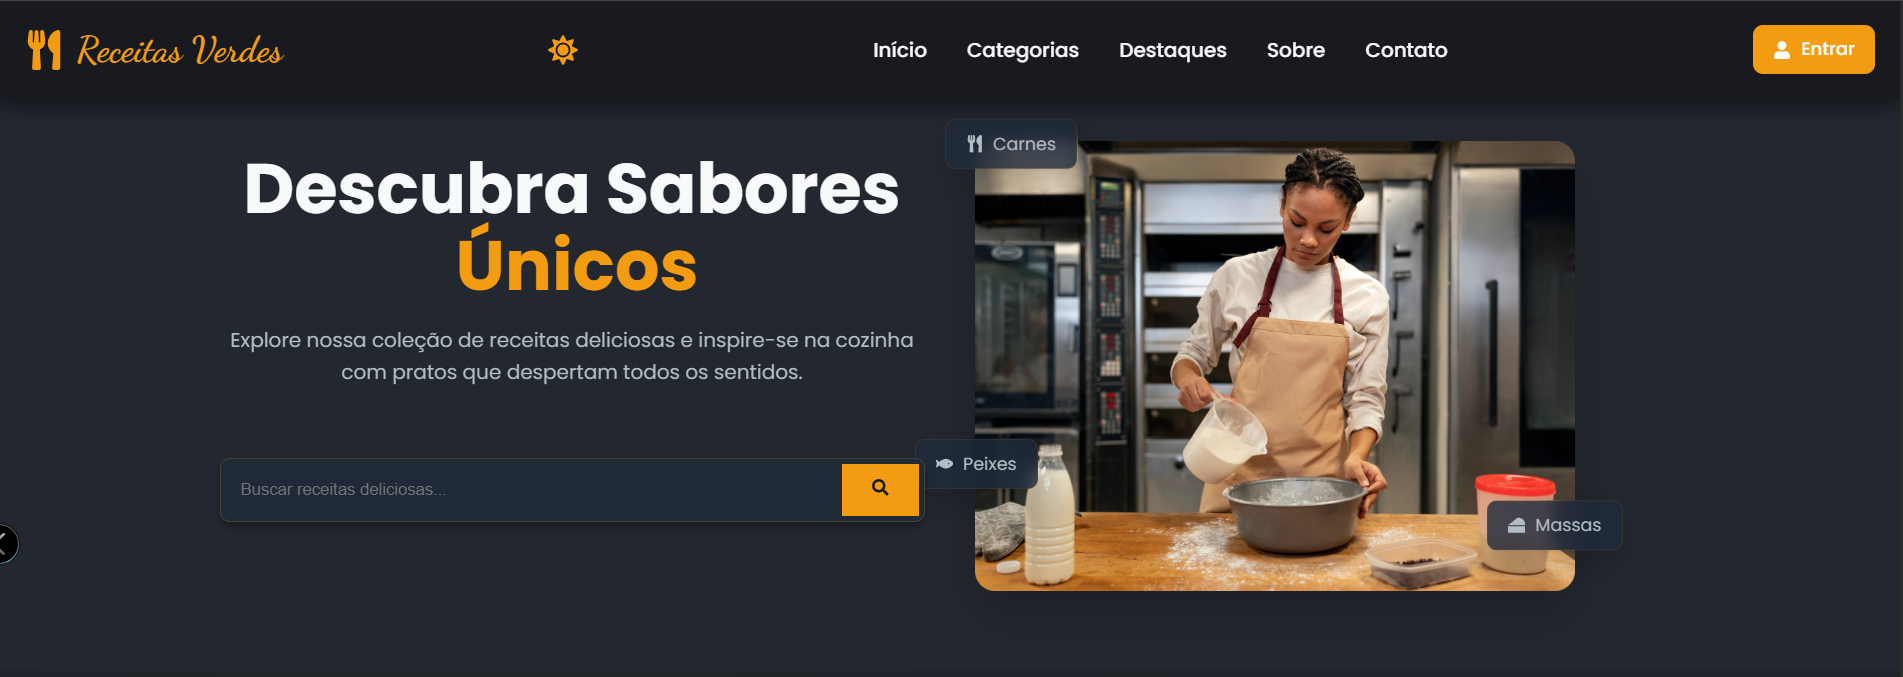 Receitas Verdes
Início Categorias Destaques Sobre Contato
Entrar
Descubra Sabores
Únicos
Explore nossa coleção de receitas deliciosas e inspire-se na cozinha
com pratos que despertam todos os sentidos.
Buscar receitas deliciosas...
Carnes
Peixes
Massas